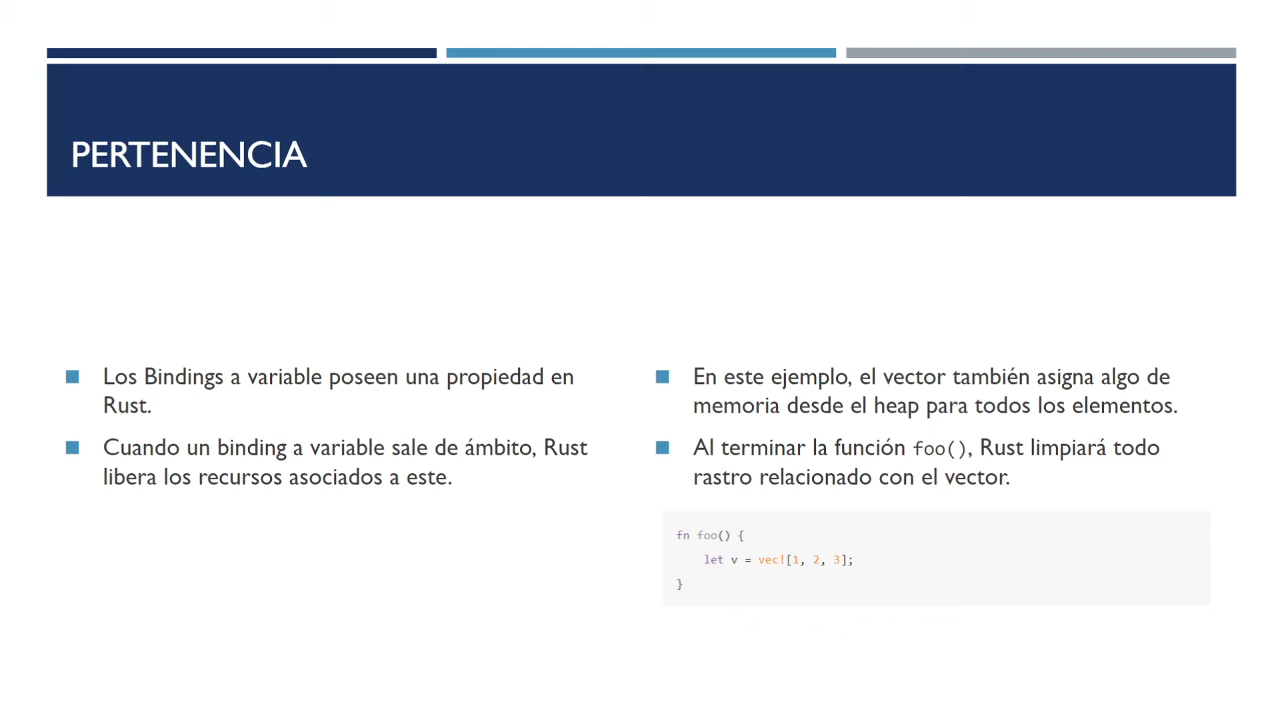 PERTENENCIA
Los Bindings a variable poseen una propiedad en
Rust.
Cuando un binding a variable sale de ámbito, Rust
libera los recursos asociados a este.
En este ejemplo, el vector también asigna algo de
memoria desde el heap para todos los elementos.
Al terminar la función foo(), Rust limpiará todo
rastro relacionado con el vector.
fn foo() {
    let v = vec![1, 2, 3];
}